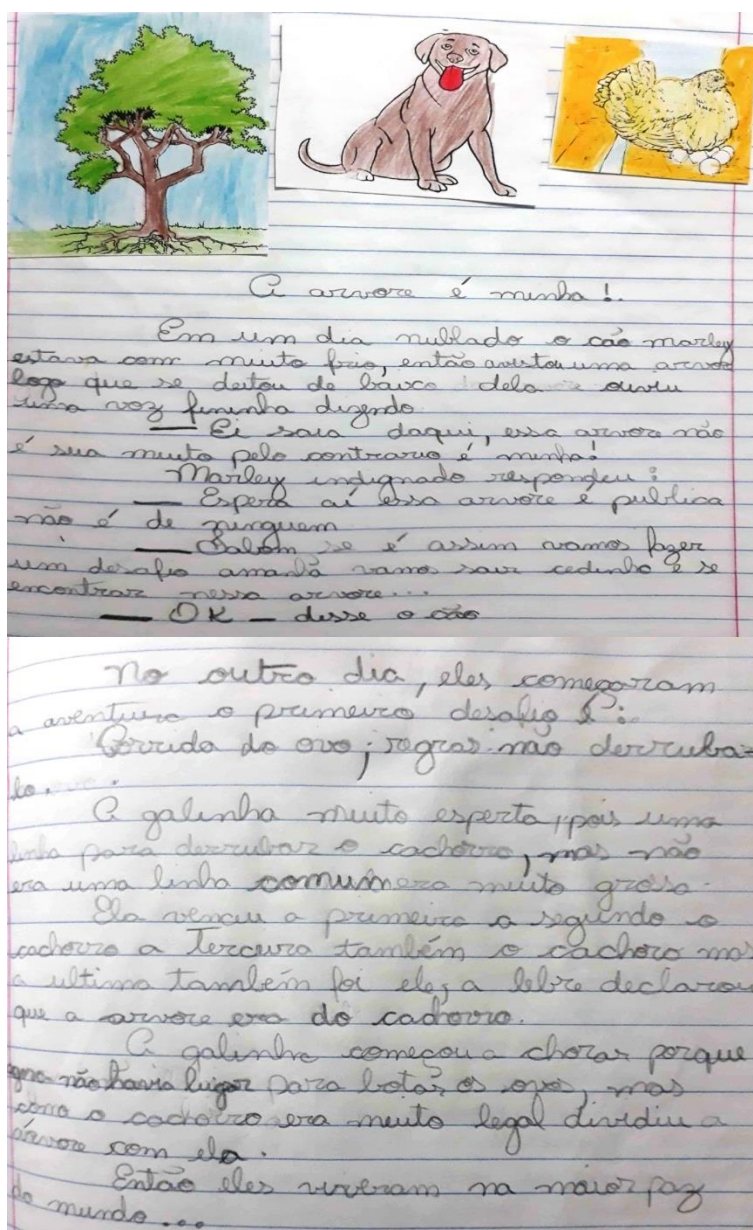 A arvore é minha!.
Em um dia nublado o cão marley
estava com muito frio, então avistou uma arvore
logo que se deitou de baixo dela ouviu
uma voz fininha dizendo
— Ei saia daqui, essa arvore não
é sua muito pelo contrario é minha!
Marley indignado respondeu:
— Espera aí essa arvore é publica
não é de ninguem
— Tabom se é assim vamos fazer
um desafio amanhã vamos sair cedinho e se
encontrar nessa arvore...
— OK — disse o cão
No outro dia, eles começaram
a aventura o primeiro desafio é:
Corrida do ovo; regras não derruba-
lo.
A galinha muito esperta, pois uma
linha para derrubar o cachorro, mas não
era uma linha comum era muito grosa.
Ela venceu a primeira a segundo o
cachorro a Terceira também o cachoro mas
a ultima também foi ele, a lebre declarou
que a arvore era do cachorro.
A galinha começou a chorar porque
não havia lugar para botar os ovo, mas
como o cachorro era muito legal dividiu a
árvore com ela.
Então eles viveram na maior paz
do mundo...